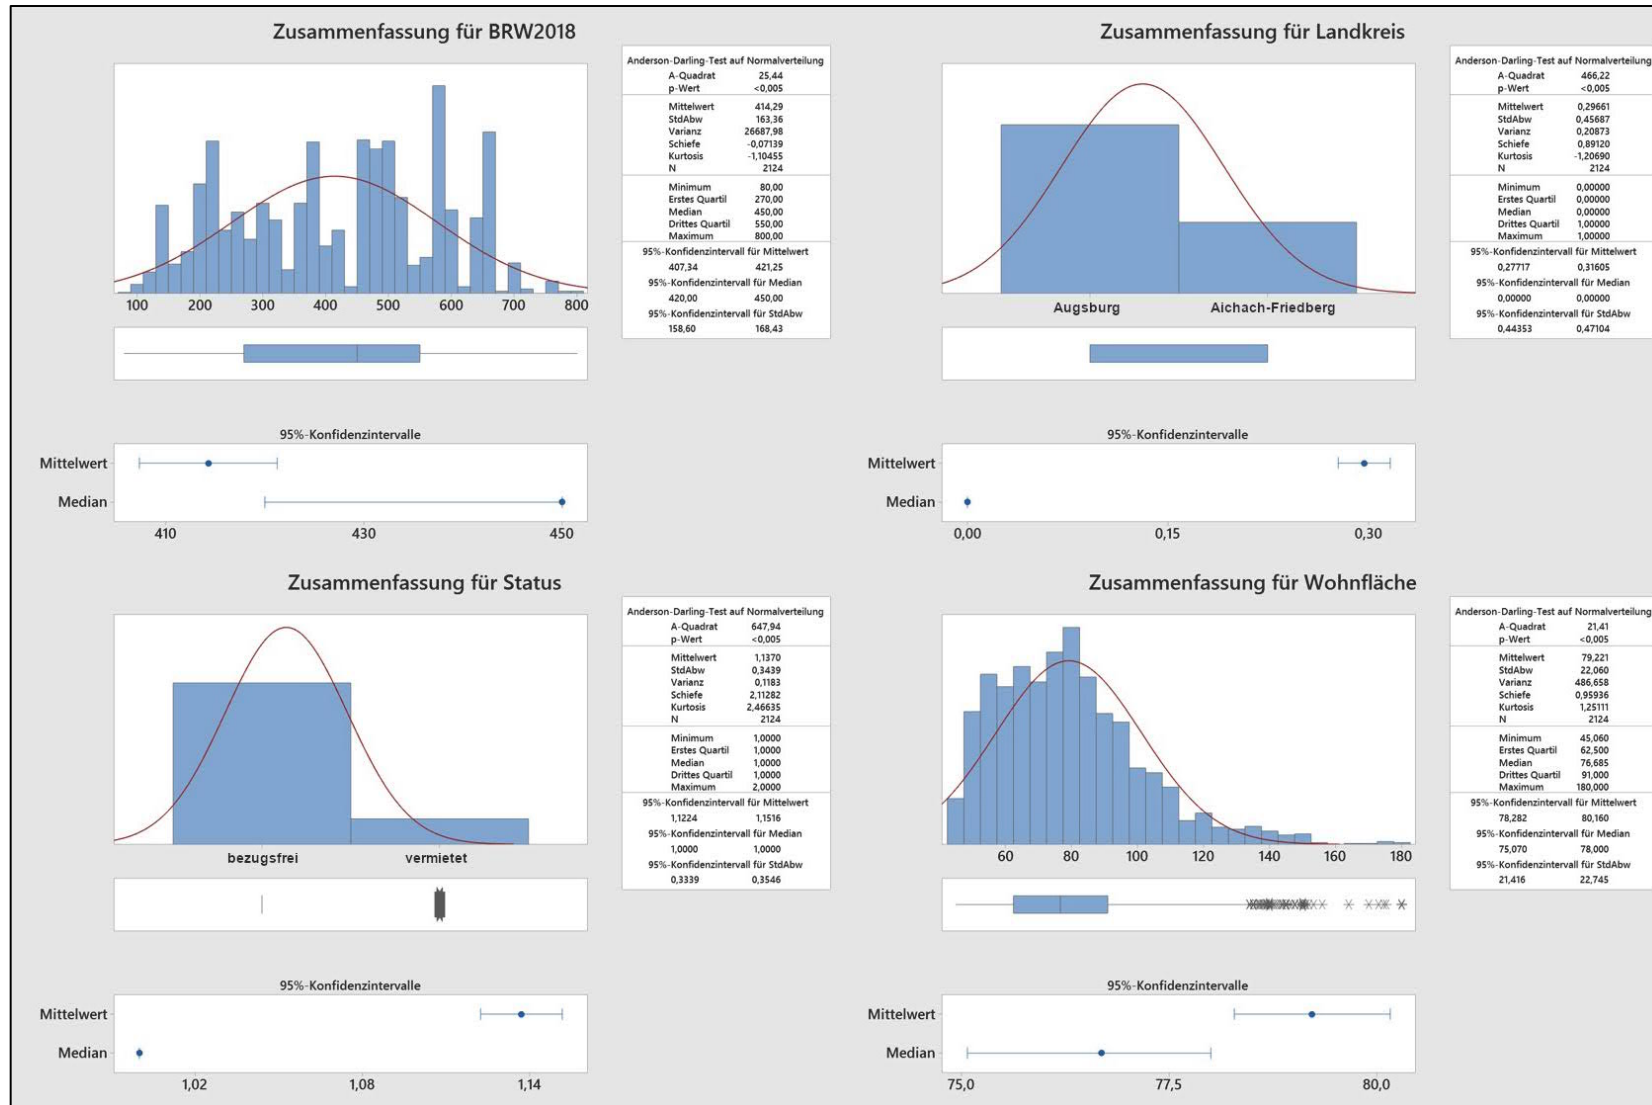 Zusammenfassung für BRW2018
Anderson-Darling-Test auf Normalverteilung
A-Quadrat 25,44
p-Wert <0,005
Mittelwert 414,29
StdAbw 163,36
Varianz 26687,98
Schiefe -0,07139
Kurtosis -1,10455
N 2124
Minimum 80,00
Erstes Quartil 270,00
Median 450,00
Drittes Quartil 550,00
Maximum 800,00
95%-Konfidenzintervall für Mittelwert
407,34 421,25
95%-Konfidenzintervall für Median
420,00 450,00
95%-Konfidenzintervall für StdAbw
158,60 168,43
100 200 300 400 500 600 700 800
95%-Konfidenzintervalle
Mittelwert
Median
410 430 450
Zusammenfassung für Landkreis
Anderson-Darling-Test auf Normalverteilung
A-Quadrat 466,22
p-Wert <0,005
Mittelwert 0,29661
StdAbw 0,45687
Varianz 0,20873
Schiefe 0,89120
Kurtosis -1,20690
N 2124
Minimum 0,00000
Erstes Quartil 0,00000
Median 0,00000
Drittes Quartil 1,00000
Maximum 1,00000
95%-Konfidenzintervall für Mittelwert
0,27717 0,31605
95%-Konfidenzintervall für Median
0,00000 0,00000
95%-Konfidenzintervall für StdAbw
0,44353 0,47104
Augsburg Aichach-Friedberg
95%-Konfidenzintervalle
Mittelwert
Median
0,00 0,15 0,30
Zusammenfassung für Status
Anderson-Darling-Test auf Normalverteilung
A-Quadrat 647,94
p-Wert <0,005
Mittelwert 1,1370
StdAbw 0,3439
Varianz 0,1183
Schiefe 2,11282
Kurtosis 2,46635
N 2124
Minimum 1,0000
Erstes Quartil 1,0000
Median 1,0000
Drittes Quartil 1,0000
Maximum 2,0000
95%-Konfidenzintervall für Mittelwert
1,1224 1,1516
95%-Konfidenzintervall für Median
1,0000 1,0000
95%-Konfidenzintervall für StdAbw
0,3339 0,3546
bezugsfrei vermietet
95%-Konfidenzintervalle
Mittelwert
Median
1,02 1,08 1,14
Zusammenfassung für Wohnfläche
Anderson-Darling-Test auf Normalverteilung
A-Quadrat 21,41
p-Wert <0,005
Mittelwert 79,221
StdAbw 22,060
Varianz 486,658
Schiefe 0,95936
Kurtosis 1,25111
N 2124
Minimum 45,060
Erstes Quartil 62,500
Median 76,685
Drittes Quartil 91,000
Maximum 180,000
95%-Konfidenzintervall für Mittelwert
78,282 80,160
95%-Konfidenzintervall für Median
75,070 78,000
95%-Konfidenzintervall für StdAbw
21,416 22,745
60 80 100 120 140 160 180
95%-Konfidenzintervalle
Mittelwert
Median
75,0 77,5 80,0